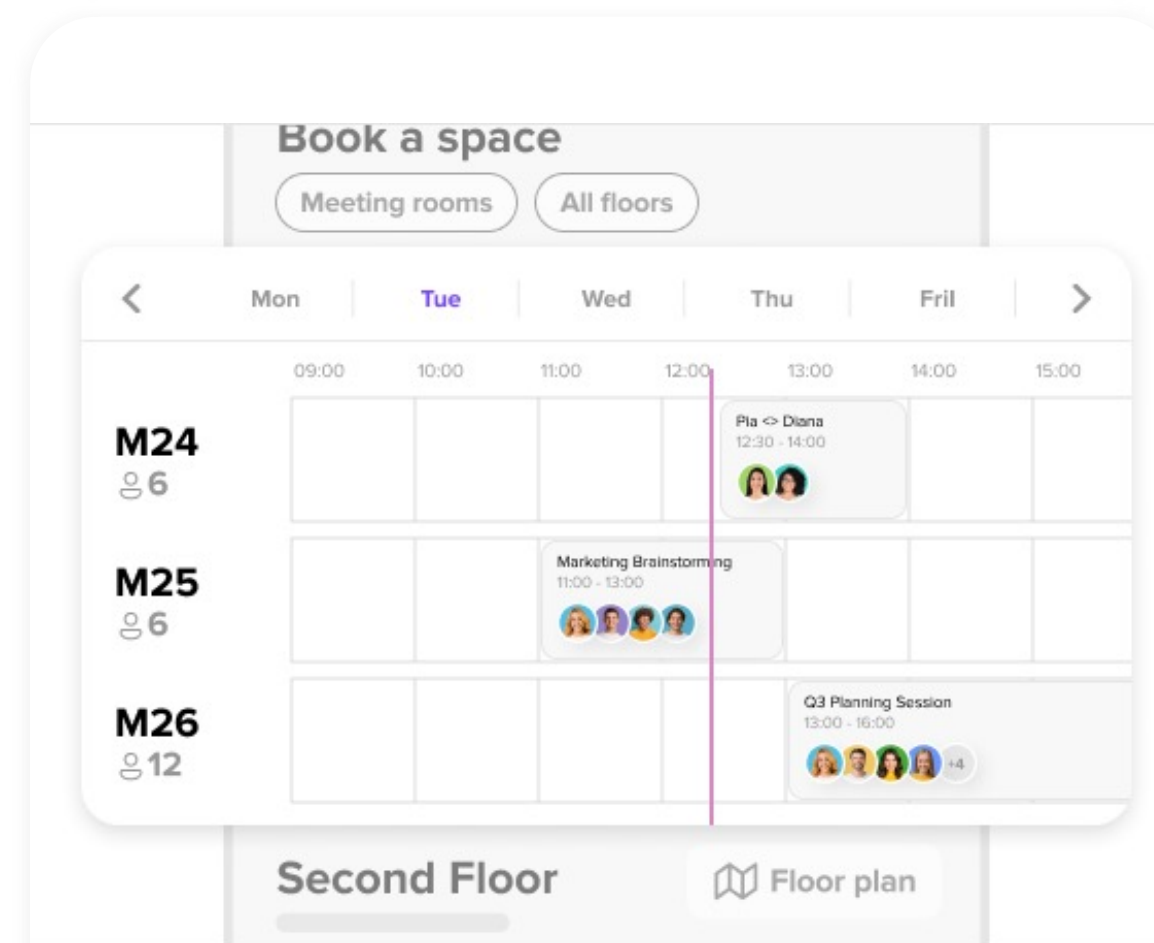 Book a space
Meeting rooms All floors
Mon Tue Wed Thu Fril
09:00 10:00 11:00 12:00 13:00 14:00 15:00
M24
6
Pia <> Diana
12:30 - 14:00
M25
6
Marketing Brainstorming
11:00 - 13:00
M26
12
Q3 Planning Session
13:00 - 16:00
+4
Second Floor
Floor plan